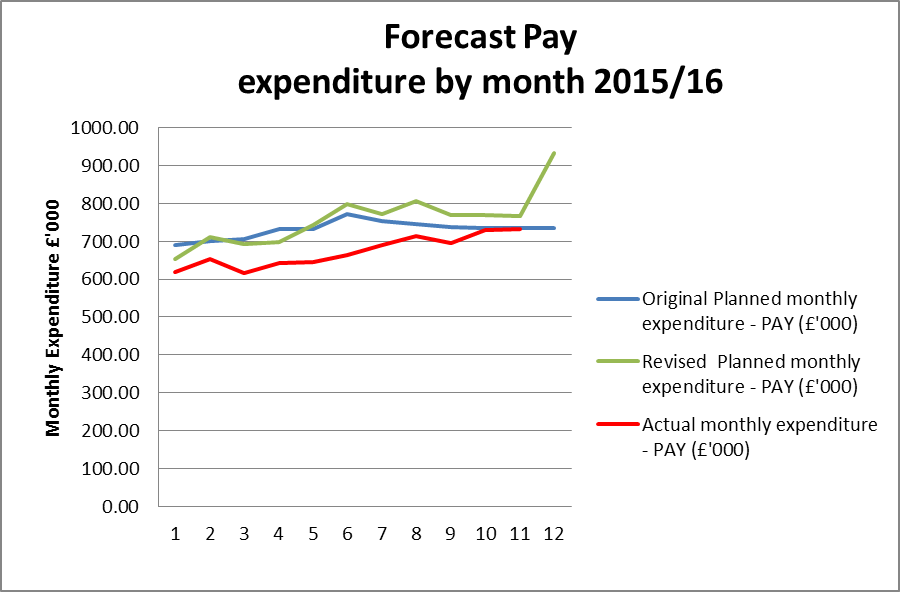 Forecast Pay
expenditure by month 2015/16
Monthly Expenditure £'000
1000.00
900.00
800.00
700.00
600.00
500.00
400.00
300.00
200.00
100.00
0.00
1 2 3 4 5 6 7 8 9 10 11 12
Original Planned monthly
expenditure - PAY (£'000)
Revised  Planned monthly
expenditure - PAY (£'000)
Actual monthly expenditure
- PAY (£'000)